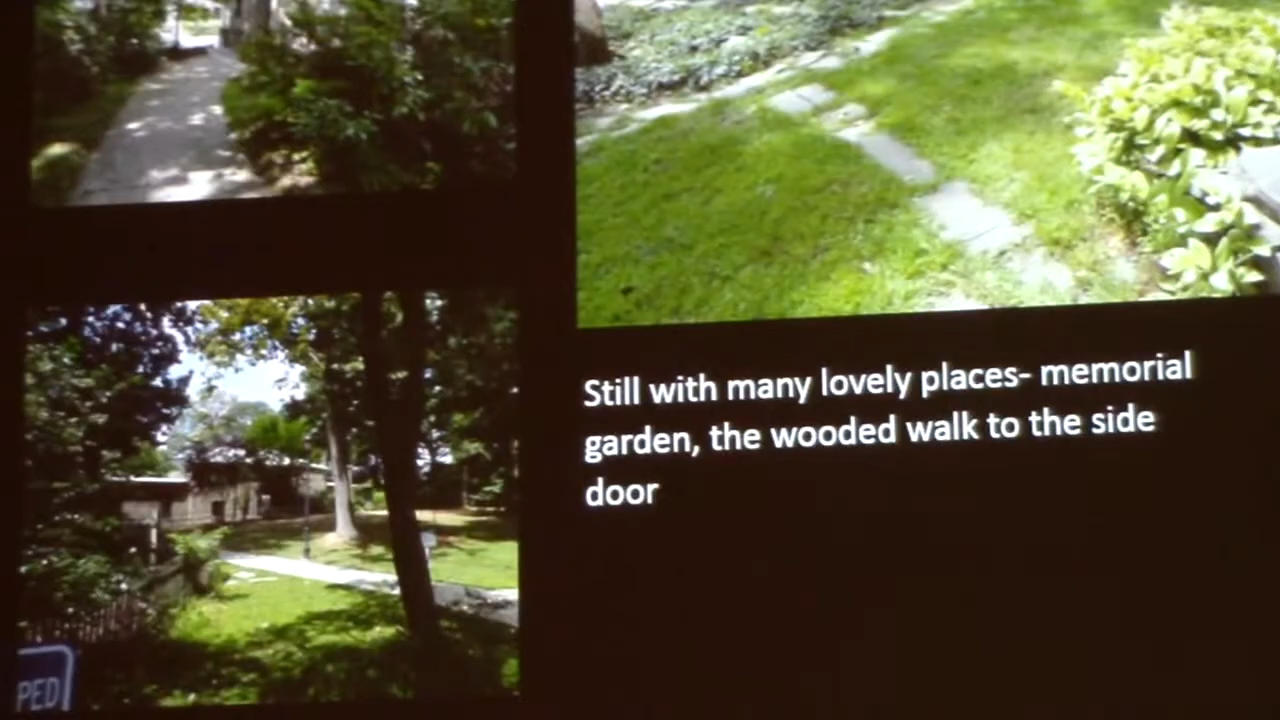 Still with many lovely places- memorial
garden, the wooded walk to the side
door
PED